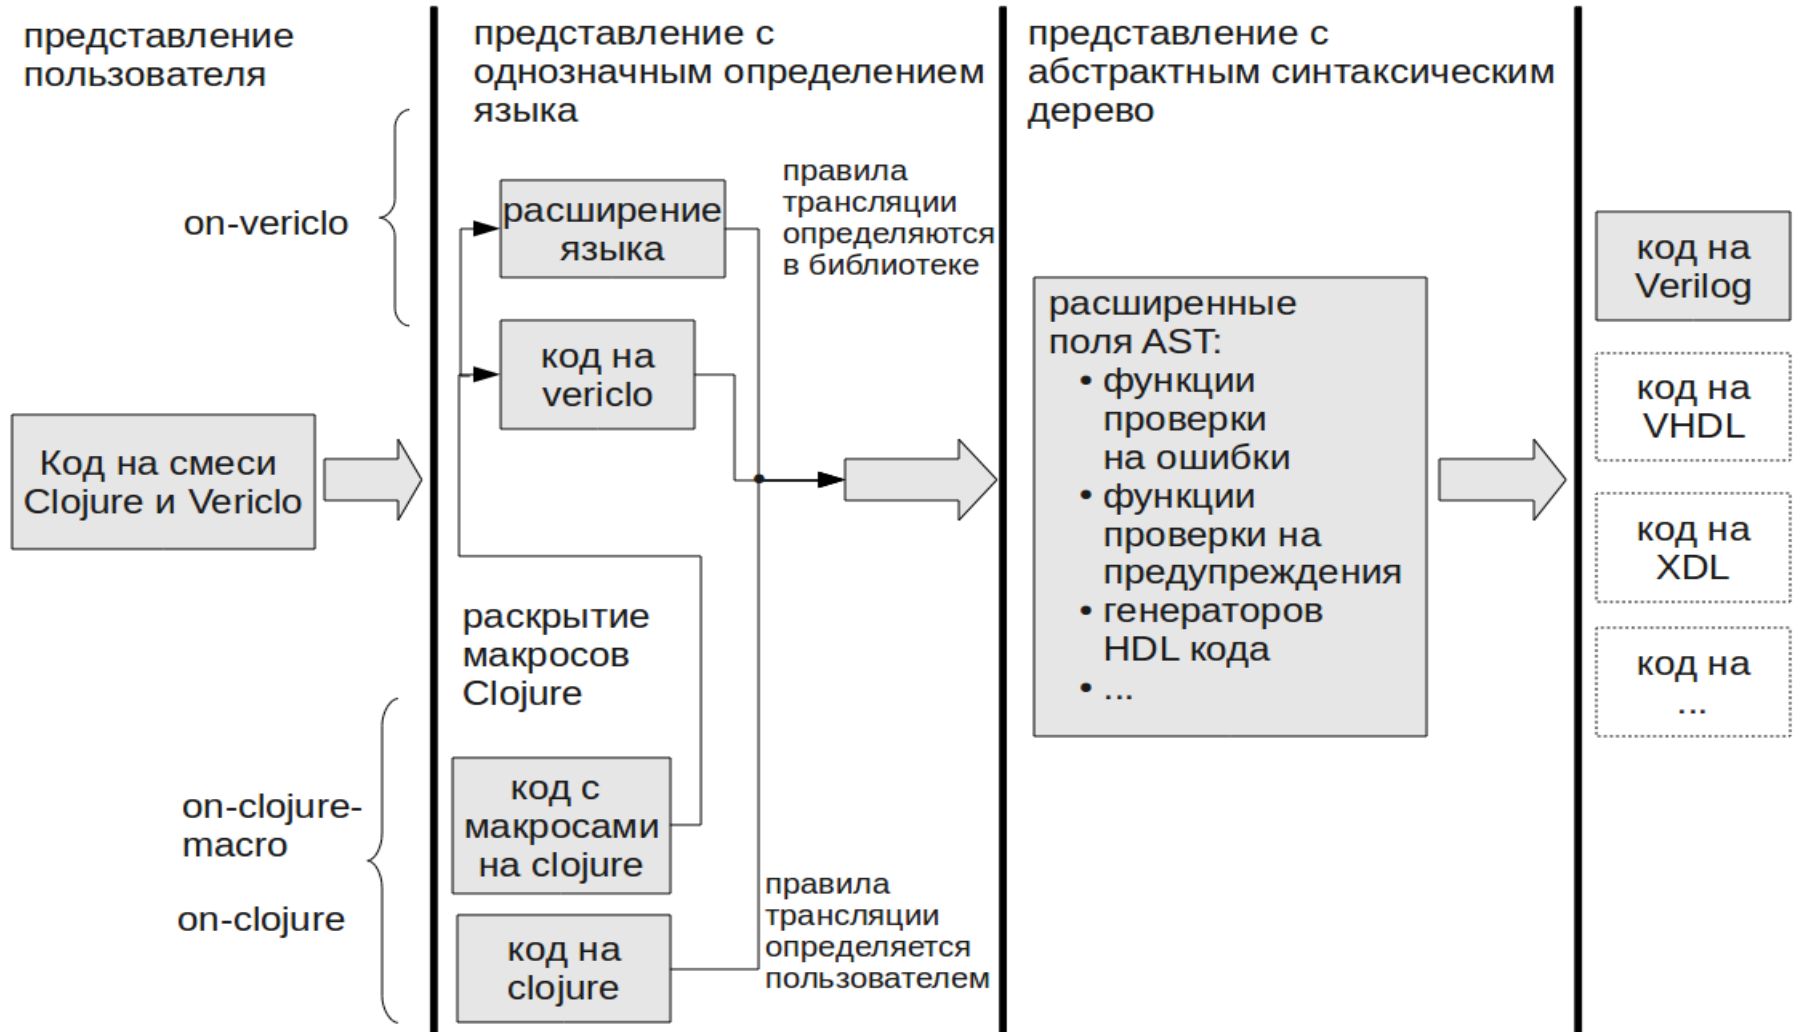 представление
пользователя
on-vericlo
Код на смеси
Clojure и Vericlo
on-clojure-
macro
on-clojure
представление с
однозначным определением
языка
расширение
языка
правила
трансляции
определяются
в библиотеке
код на
vericlo
раскрытие
макросов
Clojure
код с
макросами
на clojure
код на
clojure
правила
трансляции
определяется
пользователем
представление с
абстрактным синтаксическим
дерево
расширенные
поля AST:
• функции
проверки
на ошибки
• функции
проверки на
предупреждения
• генераторов
HDL кода
• ...
код на
Verilog
код на
VHDL
код на
XDL
код на
...